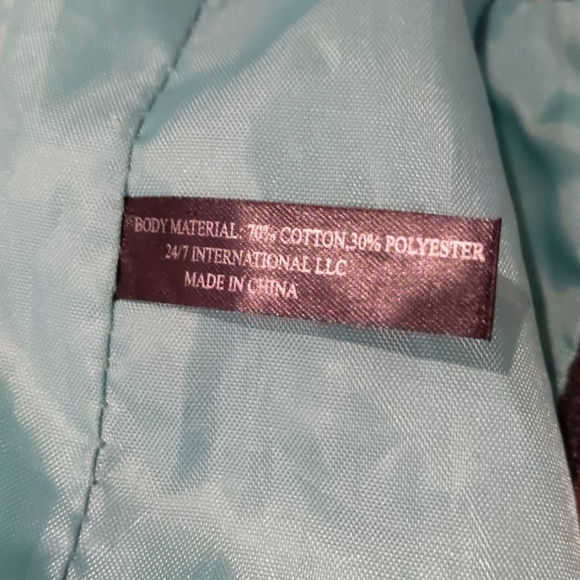 BODY MATERIAL: 70% COTTON,30% POLYESTER
24/7 INTERNATIONAL LLC
MADE IN CHINA